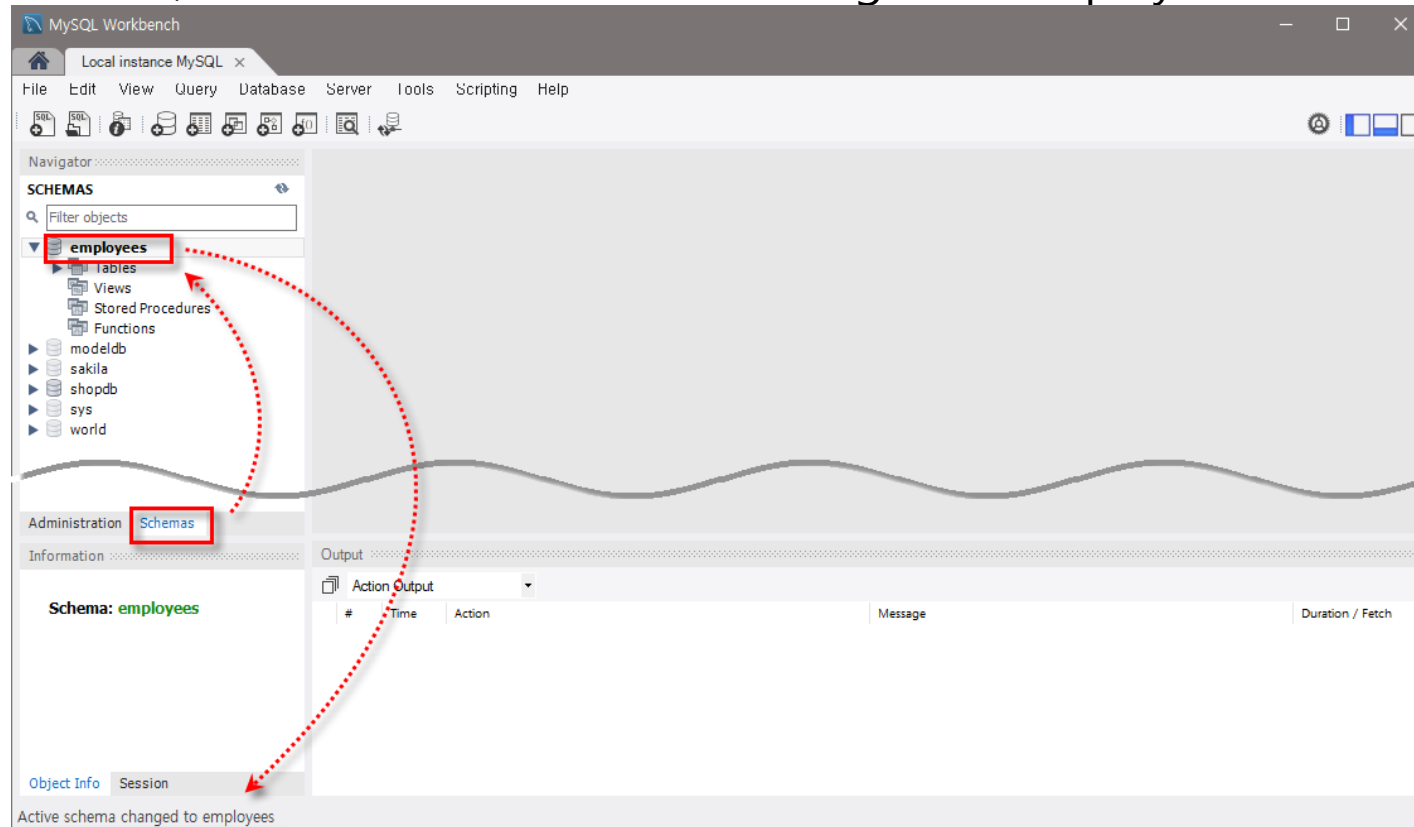 MySQL Workbench
Local instance MySQL
File Edit View Query Database Server Tools Scripting Help
Navigator
SCHEMAS
Filter objects
employees
Tables
Views
Stored Procedures
Functions
modeldb
sakila
shopdb
sys
world
Administration Schemas
Information
Schema: employees
Object Info Session
Output
Action Output
# Time Action Message Duration / Fetch
Active schema changed to employees